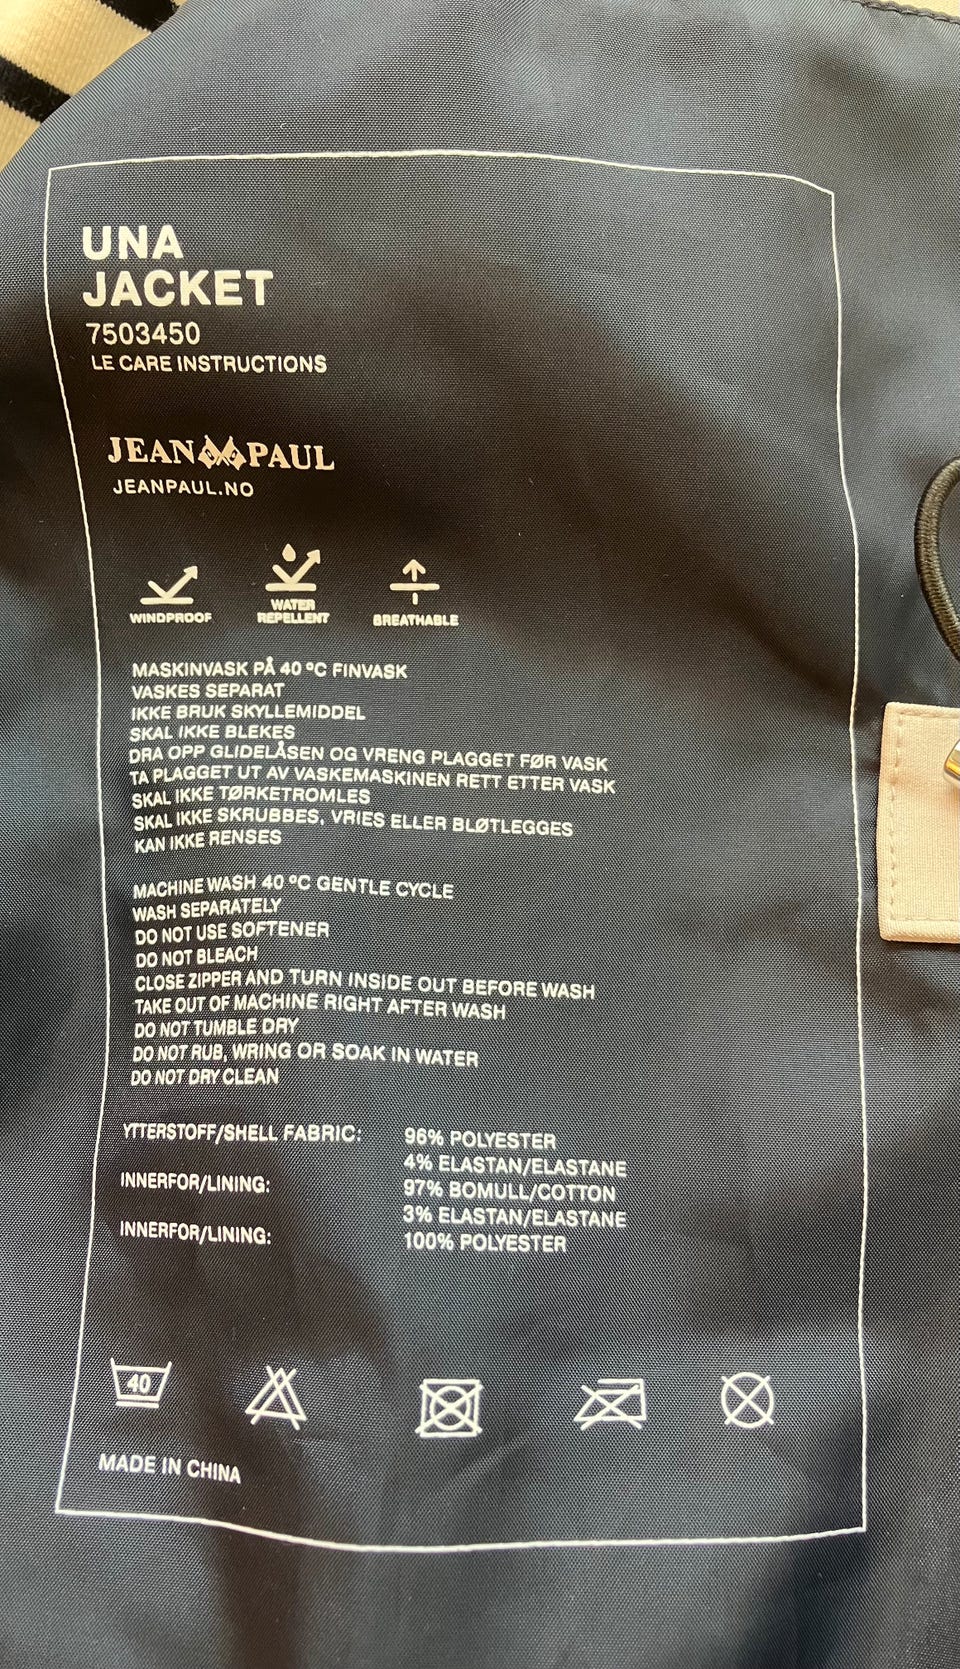 UNA
JACKET
7503450
LE CARE INSTRUCTIONS
JEAN PAUL
JEANPAUL.NO
WINDPROOF
WATER
REPELLENT
BREATHABLE
MASKINVASK PÅ 40 ºC FINVASK
VASKES SEPARAT
IKKE BRUK SKYLLEMIDDEL
SKAL IKKE BLEKES
DRA OPP GLIDELÅSEN OG VRENG PLAGGET FØR VASK
TA PLAGGET UT AV VASKEMASKINEN RETT ETTER VASK
SKAL IKKE TØRKETROMLES
SKAL IKKE SKRUBBES, VRIES ELLER BLØTLEGGES
KAN IKKE RENSES
MACHINE WASH 40 ºC GENTLE CYCLE
WASH SEPARATELY
DO NOT USE SOFTENER
DO NOT BLEACH
CLOSE ZIPPER AND TURN INSIDE OUT BEFORE WASH
TAKE OUT OF MACHINE RIGHT AFTER WASH
DO NOT TUMBLE DRY
DO NOT RUB, WRING OR SOAK IN WATER
DO NOT DRY CLEAN
YTTERSTOFF/SHELL FABRIC: 96% POLYESTER
4% ELASTAN/ELASTANE
INNERFOR/LINING: 97% BOMULL/COTTON
3% ELASTAN/ELASTANE
INNERFOR/LINING: 100% POLYESTER
40
MADE IN CHINA